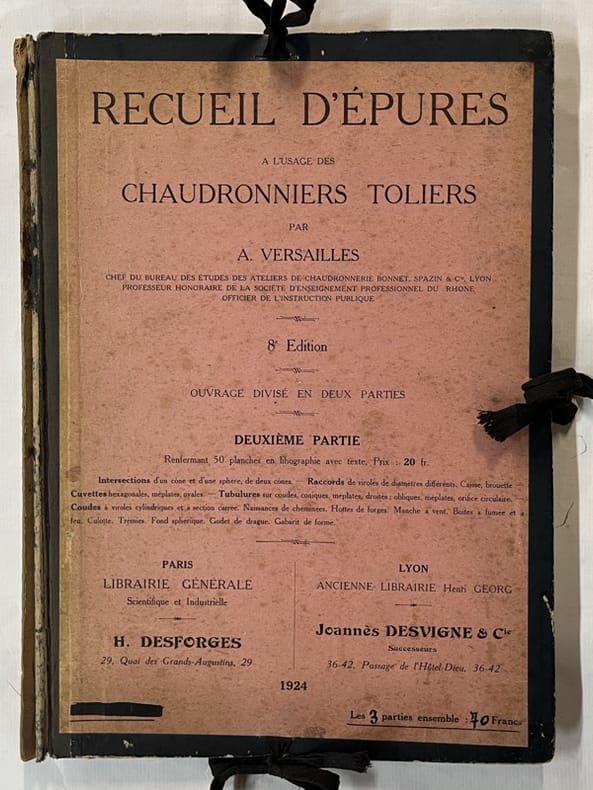 RECUEIL D'ÉPURES
A L'USAGE DES
CHAUDRONNIERS TOLIERS
PAR
A. VERSAILLES
CHEF DU BUREAU DES ÉTUDES DES ATELIERS DE CHAUDRONNERIE BONNET, SPAZIN & Cie, LYON
PROFESSEUR HONORAIRE DE LA SOCIÉTÉ D'ENSEIGNEMENT PROFESSIONNEL DU RHONE
OFFICIER DE L'INSTRUCTION PUBLIQUE
8e Edition
OUVRAGE DIVISÉ EN DEUX PARTIES
DEUXIÈME PARTIE
Renfermant 50 planches en lithographie avec texte, Prix : 20 fr.
Intersections d'un cône et d'une sphère, de deux cônes. — Raccords de viroles de diamètres différents. Caisse, brouette —
Cuvettes hexagonales, méplates, ovales. — Tubulures sur coudes, coniques, méplates, droites ; obliques, méplates, orifice circulaire. —
Coudes à viroles cylindriques et à section carrée. Naissances de cheminées. Hottes de forges. Manche à vent. Boîtes à fumée et à
feu. Culotte. Trémies. Fond sphérique. Godet de drague. Gabarit de forme.
PARIS
LIBRAIRIE GÉNÉRALE
Scientifique et Industrielle
H. DESFORGES
29, Quai des Grands-Augustins, 29
LYON
ANCIENNE LIBRAIRIE Henri GEORG
Joannès DESVIGNE & Cie
Successeurs
36-42, Passage de l'Hôtel-Dieu, 36-42
1924
Les 3 parties ensemble : 70 Francs